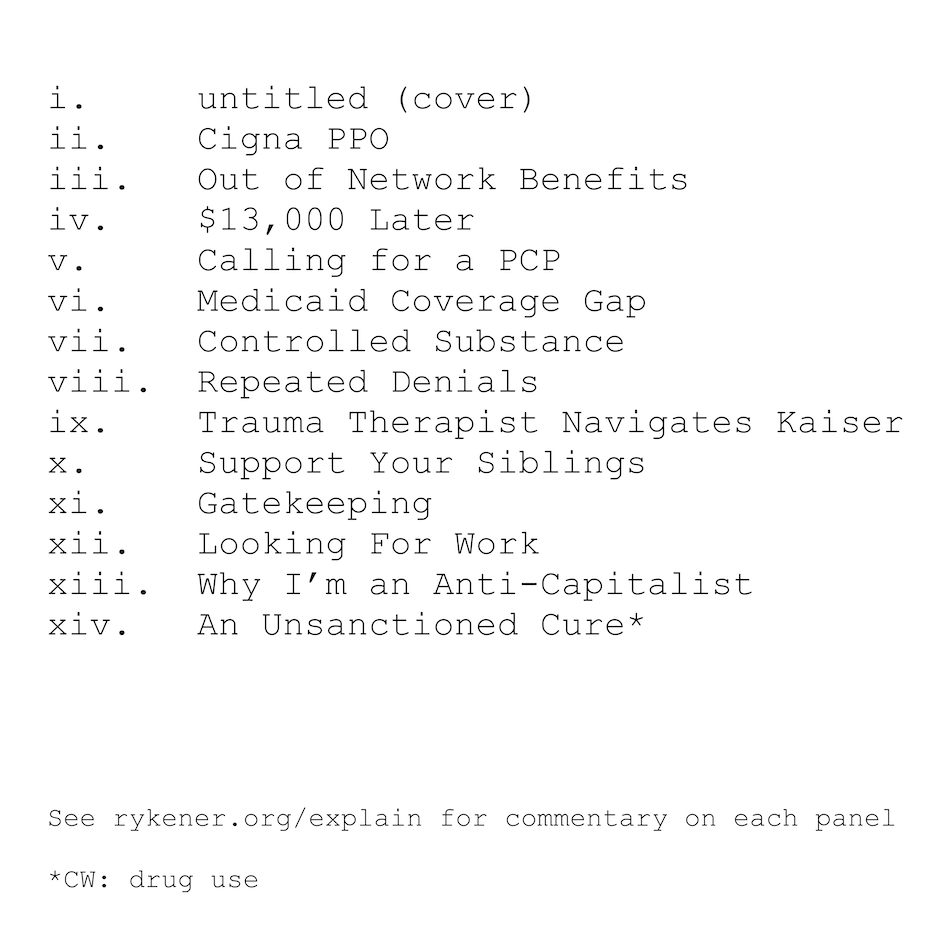 i. untitled (cover)
ii. Cigna PPO
iii. Out of Network Benefits
iv. $13,000 Later
v. Calling for a PCP
vi. Medicaid Coverage Gap
vii. Controlled Substance
viii. Repeated Denials
ix. Trauma Therapist Navigates Kaiser
x. Support Your Siblings
xi. Gatekeeping
xii. Looking For Work
xiii. Why I’m an Anti-Capitalist
xiv. An Unsanctioned Cure*
See rykener.org/explain for commentary on each panel
*CW: drug use